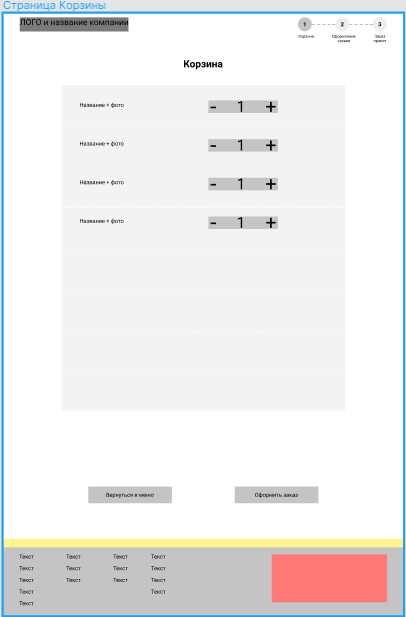 Страница Корзины
ЛОГО и название компании
1 2 3
Корзина Оформление заказа Заказ принят
Корзина
Название + фото - 1 +
Название + фото - 1 +
Название + фото - 1 +
Название + фото - 1 +
Вернуться в меню Оформить заказ
Текст Текст Текст Текст
Текст Текст Текст Текст
Текст Текст Текст Текст
Текст Текст
Текст